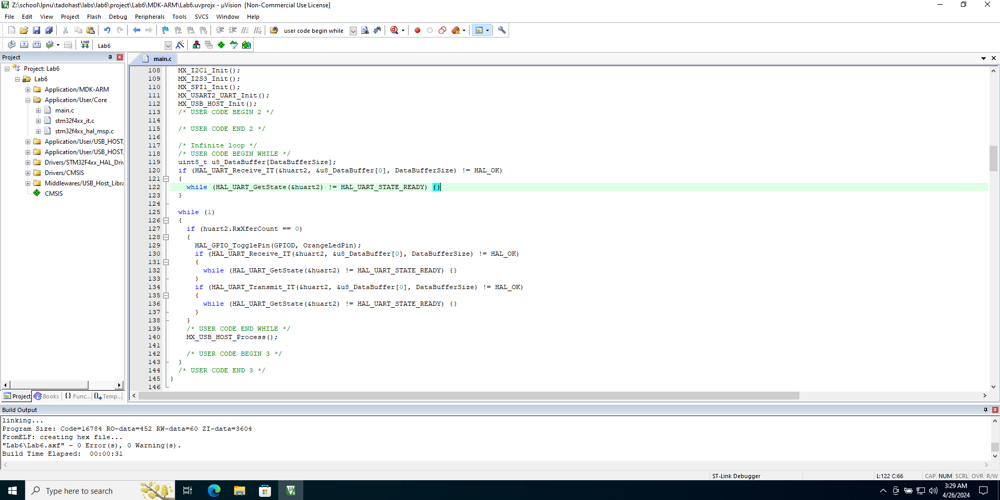 Z:\school\lpnu\tadohast\labs\lab6\project\Lab6\MDK-ARM\Lab6.uvprojx - µVision  [Non-Commercial Use License]
File Edit View Project Flash Debug Peripherals Tools SVCS Window Help
user code begin while
LOAD
Lab6
Project
Project: Lab6
Lab6
Application/MDK-ARM
Application/User/Core
main.c
stm32f4xx_it.c
stm32f4xx_hal_msp.c
Application/User/USB_HOST,
Application/User/USB_HOST,
Drivers/STM32F4xx_HAL_Driv
Drivers/CMSIS
Middlewares/USB_Host_Libra
CMSIS
Project Books {} Func... Temp...
main.c
108 MX_I2C1_Init();
109 MX_I2S3_Init();
110 MX_SPI1_Init();
111 MX_USART2_UART_Init();
112 MX_USB_HOST_Init();
113 /* USER CODE BEGIN 2 */
114
115 /* USER CODE END 2 */
116
117 /* Infinite loop */
118 /* USER CODE BEGIN WHILE */
119 uint8_t u8_DataBuffer[DataBufferSize];
120 if (HAL_UART_Receive_IT(&huart2, &u8_DataBuffer[0], DataBufferSize) != HAL_OK)
121 {
122 while (HAL_UART_GetState(&huart2) != HAL_UART_STATE_READY) {}
123 }
124
125 while (1)
126 {
127 if (huart2.RxXferCount == 0)
128 {
129 HAL_GPIO_TogglePin(GPIOD, OrangeLedPin);
130 if (HAL_UART_Receive_IT(&huart2, &u8_DataBuffer[0], DataBufferSize) != HAL_OK)
131 {
132 while (HAL_UART_GetState(&huart2) != HAL_UART_STATE_READY) {}
133 }
134 if (HAL_UART_Transmit_IT(&huart2, &u8_DataBuffer[0], DataBufferSize) != HAL_OK)
135 {
136 while (HAL_UART_GetState(&huart2) != HAL_UART_STATE_READY) {}
137 }
138 }
139 /* USER CODE END WHILE */
140 MX_USB_HOST_Process();
141
142 /* USER CODE BEGIN 3 */
143 }
144 /* USER CODE END 3 */
145 }
146
Build Output
linking...
Program Size: Code=16784 RO-data=452 RW-data=60 ZI-data=3604
FromELF: creating hex file...
"Lab6\Lab6.axf" - 0 Error(s), 0 Warning(s).
Build Time Elapsed:  00:00:31
ST-Link Debugger L:122 C:66 CAP NUM SCRL OVR R/W
Type here to search
3:29 AM
4/26/2024